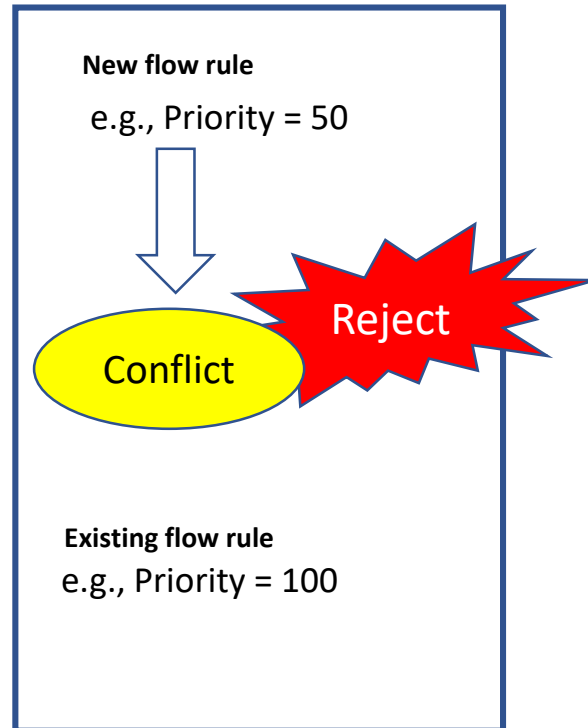 New flow rule
e.g., Priority = 50
Reject
Conflict
Existing flow rule
e.g., Priority = 100